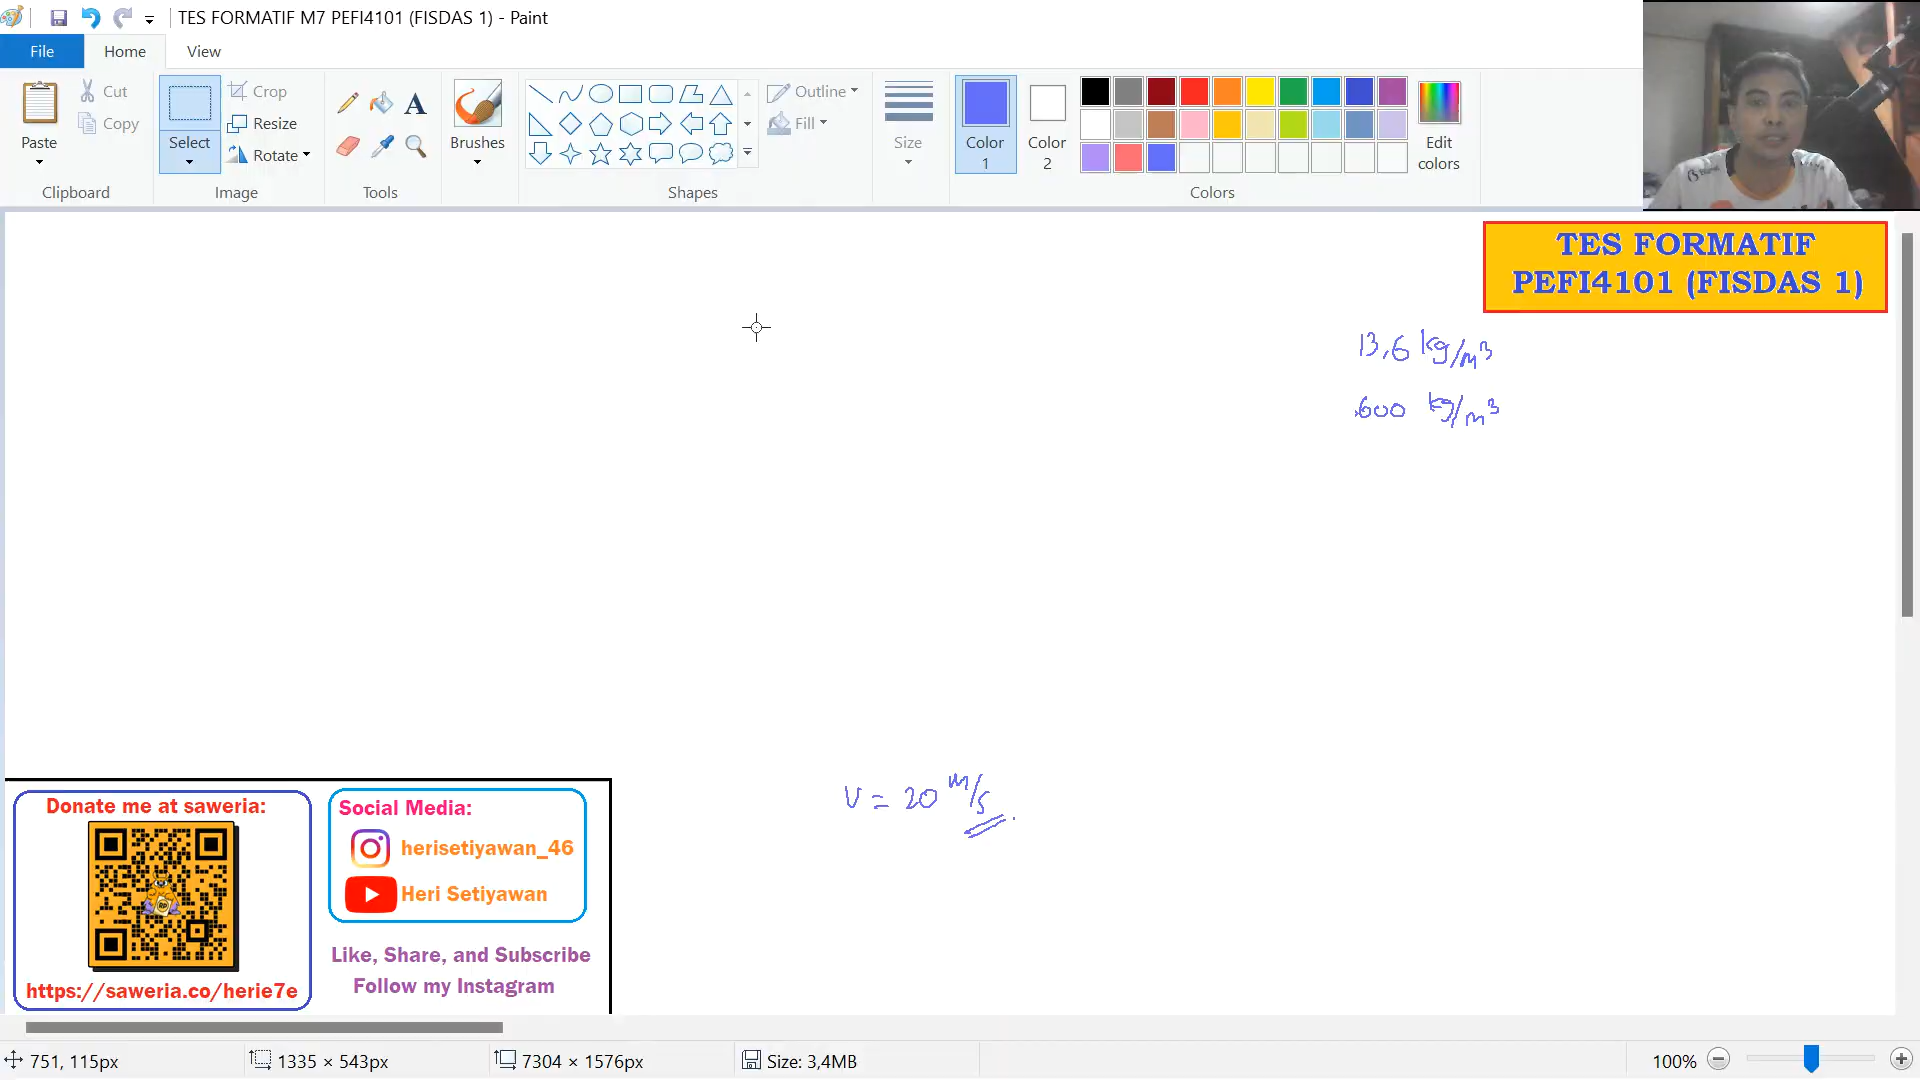 TES FORMATIF M7 PEFI4101 (FISDAS 1) - Paint
File
Home
View
Paste
Cut
Copy
Clipboard
Select
Crop
Resize
Rotate
Image
A
Tools
Brushes
Outline
Fill
Shapes
Size
Color
1
Color
2
Edit
colors
Colors
TES FORMATIF
PEFI4101 (FISDAS 1)
13,6 kg/m³
600 kg/m³
V = 20 m/s
Donate me at saweria:
https://saweria.co/herie7e
Social Media:
herisetiyawan_46
Heri Setiyawan
Like, Share, and Subscribe
Follow my Instagram
751, 115px
1335 × 543px
7304 × 1576px
Size: 3,4MB
100%